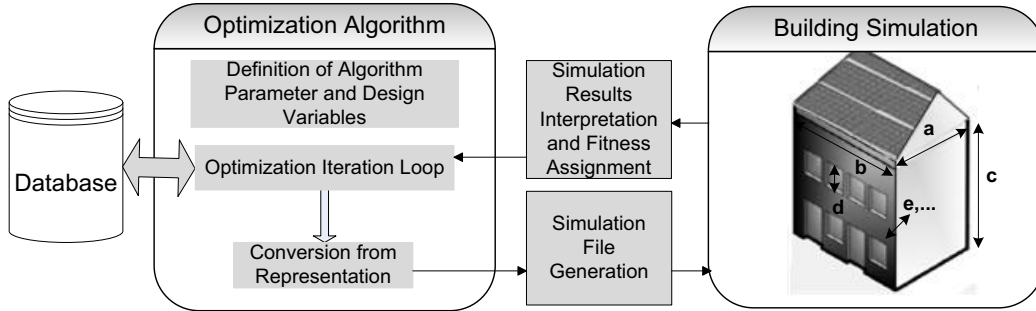 Optimization Algorithm
Definition of Algorithm
Parameter and Design
Variables
Database
Optimization Iteration Loop
Conversion from
Representation
Simulation
Results
Interpretation
and Fitness
Assignment
Simulation
File
Generation
Building Simulation
a
b
c
d
e,...